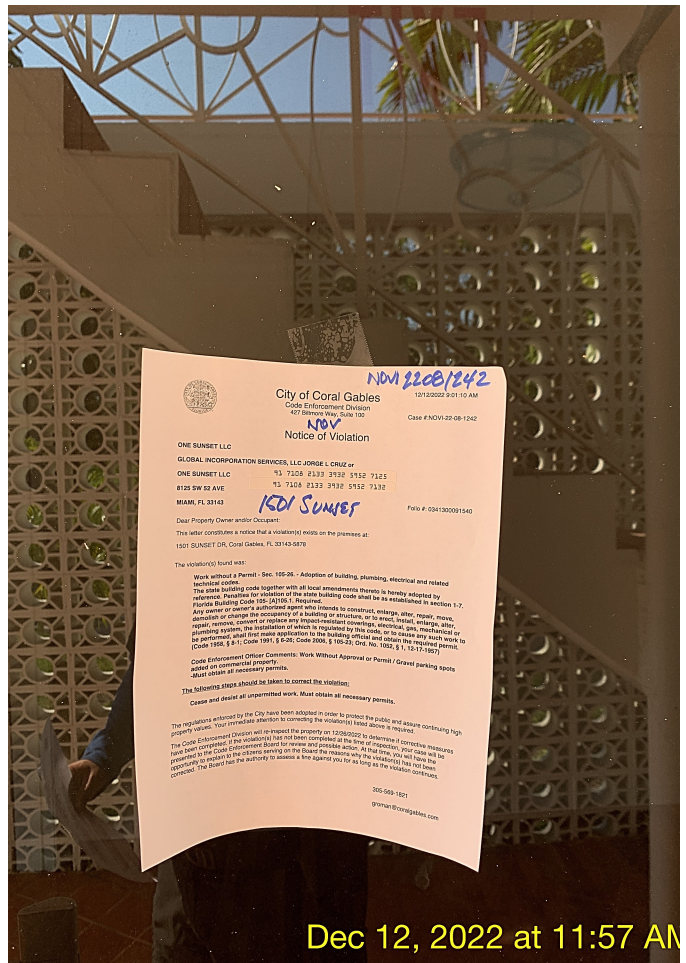 NOVI 2208/242
City of Coral Gables
Code Enforcement Division
427 Biltmore Way, Suite 100
12/12/2022 9:01:10 AM
Case #:NOVI-22-08-1242
NOV
Notice of Violation
ONE SUNSET LLC
GLOBAL INCORPORATION SERVICES, LLC JORGE L CRUZ or
ONE SUNSET LLC
91 7108 2133 3932 5952 7125
8125 SW 52 AVE
91 7108 2133 3932 5952 7132
MIAMI, FL 33143
1501 SUNSET
Folio #: 0341300091540
Dear Property Owner and/or Occupant:
This letter constitutes a notice that a violation(s) exists on the premises at:
1501 SUNSET DR, Coral Gables, FL 33143-5878
The violation(s) found was:
Work without a Permit - Sec. 105-26. - Adoption of building, plumbing, electrical and related
technical codes.
The state building code together with all local amendments thereto is hereby adopted by
reference. Penalties for violation of the state building code shall be as established in section 1-7.
Florida Building Code 105- [A]105.1. Required.
Any owner or owner's authorized agent who intends to construct, enlarge, alter, repair, move,
demolish or change the occupancy of a building or structure, or to erect, install, enlarge, alter,
repair, remove, convert or replace any impact-resistant coverings, electrical, gas, mechanical or
plumbing system, the installation of which is regulated by this code, or to cause any such work to
be performed, shall first make application to the building official and obtain the required permit.
(Code 1958, § 8-1; Code 1991, § 6-26; Code 2006, § 105-23; Ord. No. 1052, § 1, 12-17-1957)
Code Enforcement Officer Comments: Work Without Approval or Permit / Gravel parking spots
added on commercial property.
-Must obtain all necessary permits.
The following steps should be taken to correct the violation:
Cease and desist all unpermitted work. Must obtain all necessary permits.
The regulations enforced by the City have been adopted in order to protect the public and assure continuing high
property values. Your immediate attention to correcting the violation(s) listed above is required.
The Code Enforcement Division will re-inspect the property on 12/26/2022 to determine if corrective measures
have been completed. If the violation(s) has not been completed at the time of inspection, your case will be
presented to the Code Enforcement Board for review and possible action. At that time, you will have the
opportunity to explain to the citizens serving on the Board the reasons why the violation(s) has not been
corrected. The Board has the authority to assess a fine against you for as long as the violation continues.
305-569-1821
groman@coralgables.com
Dec 12, 2022 at 11:57 AM